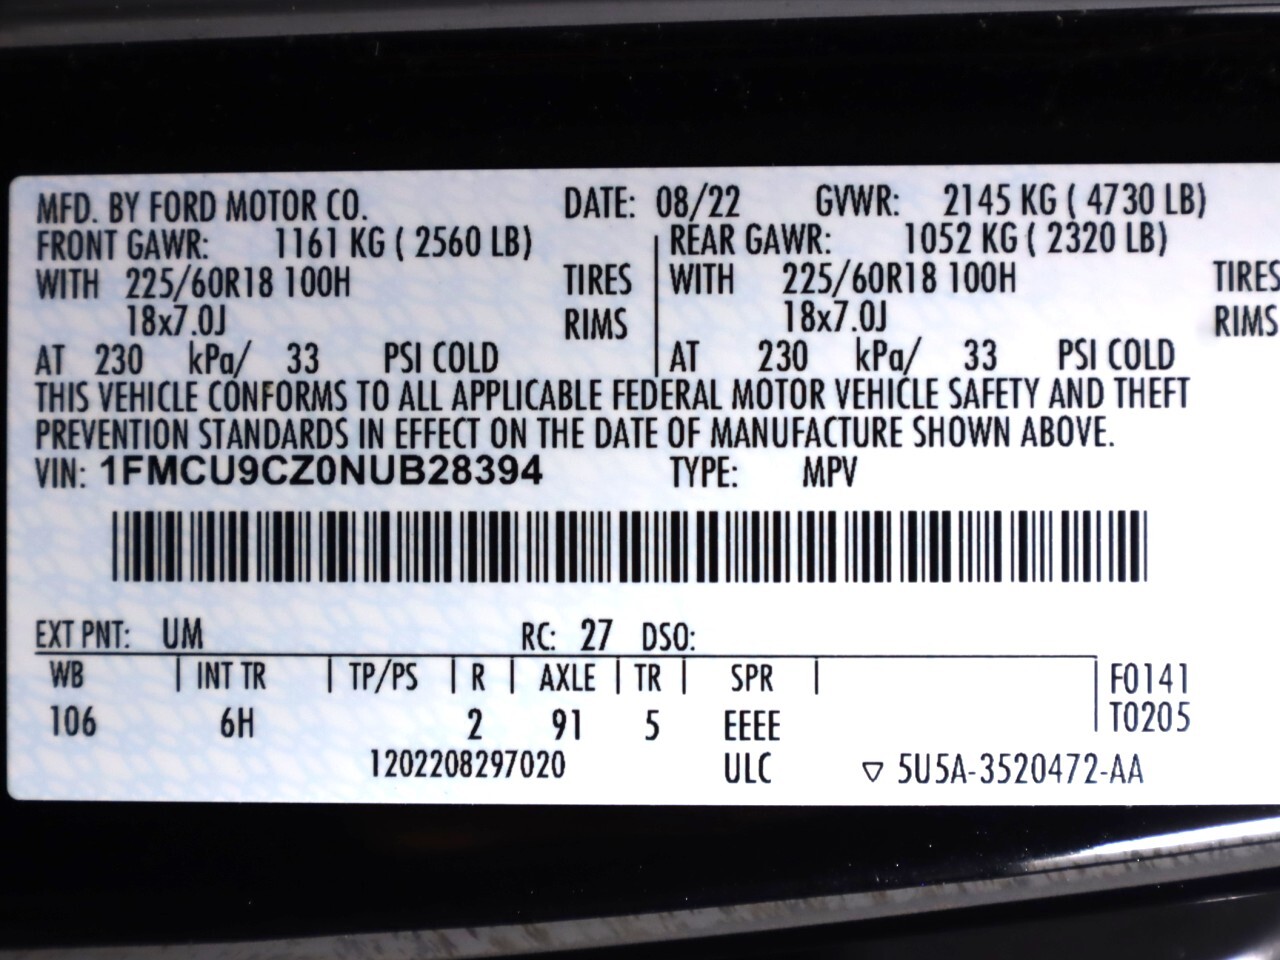 MFD. BY FORD MOTOR CO. DATE: 08/22 GVWR: 2145 KG ( 4730 LB)
FRONT GAWR: 1161 KG ( 2560 LB) REAR GAWR: 1052 KG ( 2320 LB)
WITH 225/60R18 100H TIRES WITH 225/60R18 100H TIRES
18x7.0J RIMS 18x7.0J RIMS
AT 230 kPa/ 33 PSI COLD AT 230 kPa/ 33 PSI COLD
THIS VEHICLE CONFORMS TO ALL APPLICABLE FEDERAL MOTOR VEHICLE SAFETY AND THEFT
PREVENTION STANDARDS IN EFFECT ON THE DATE OF MANUFACTURE SHOWN ABOVE.
VIN: 1FMCU9CZ0NUB28394 TYPE: MPV
EXT PNT: UM RC: 27 DSO:
WB INT TR TP/PS R AXLE TR SPR F0141
106 6H 2 91 5 EEEE T0205
1202208297020 ULC ▽ 5U5A-3520472-AA